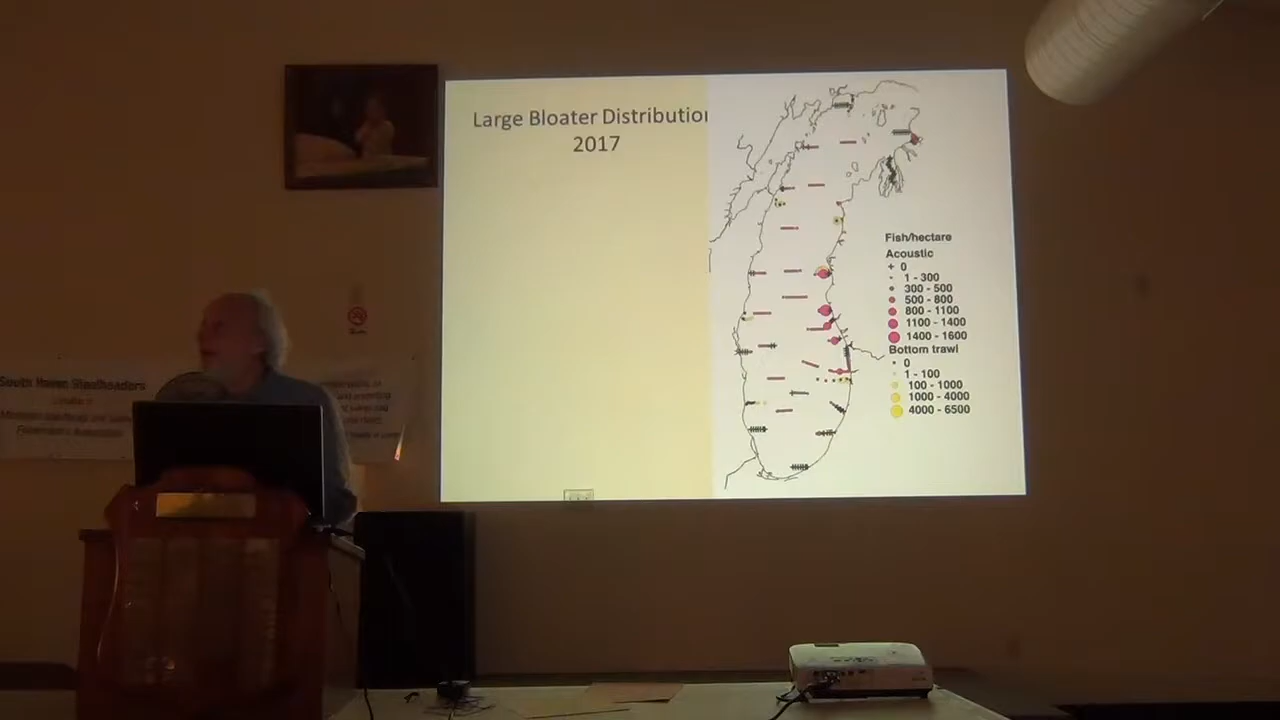 Large Bloater Distribution
2017
Fish/hectare
Acoustic
0
1 - 300
300 - 500
500 - 800
800 - 1100
1100 - 1400
1400 - 1600
Bottom trawl
0
1 - 100
100 - 1000
1000 - 4000
4000 - 6500
South Haven Steelheaders